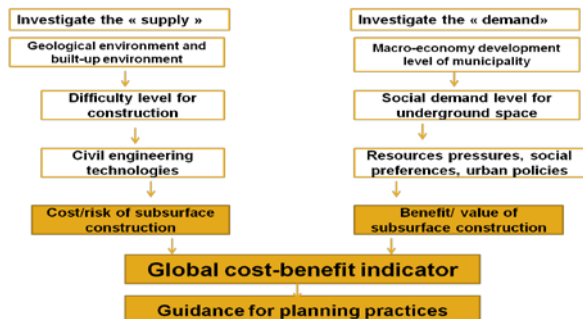 Investigate the « supply »
Geological environment and
built-up environment
Difficulty level for
construction
Civil engineering
technologies
Cost/risk of subsurface
construction
Investigate the « demand»
Macro-economy development
level of municipality
Social demand level for
underground space
Resources pressures, social
preferences, urban policies
Benefit/ value of
subsurface construction
Global cost-benefit indicator
Guidance for planning practices